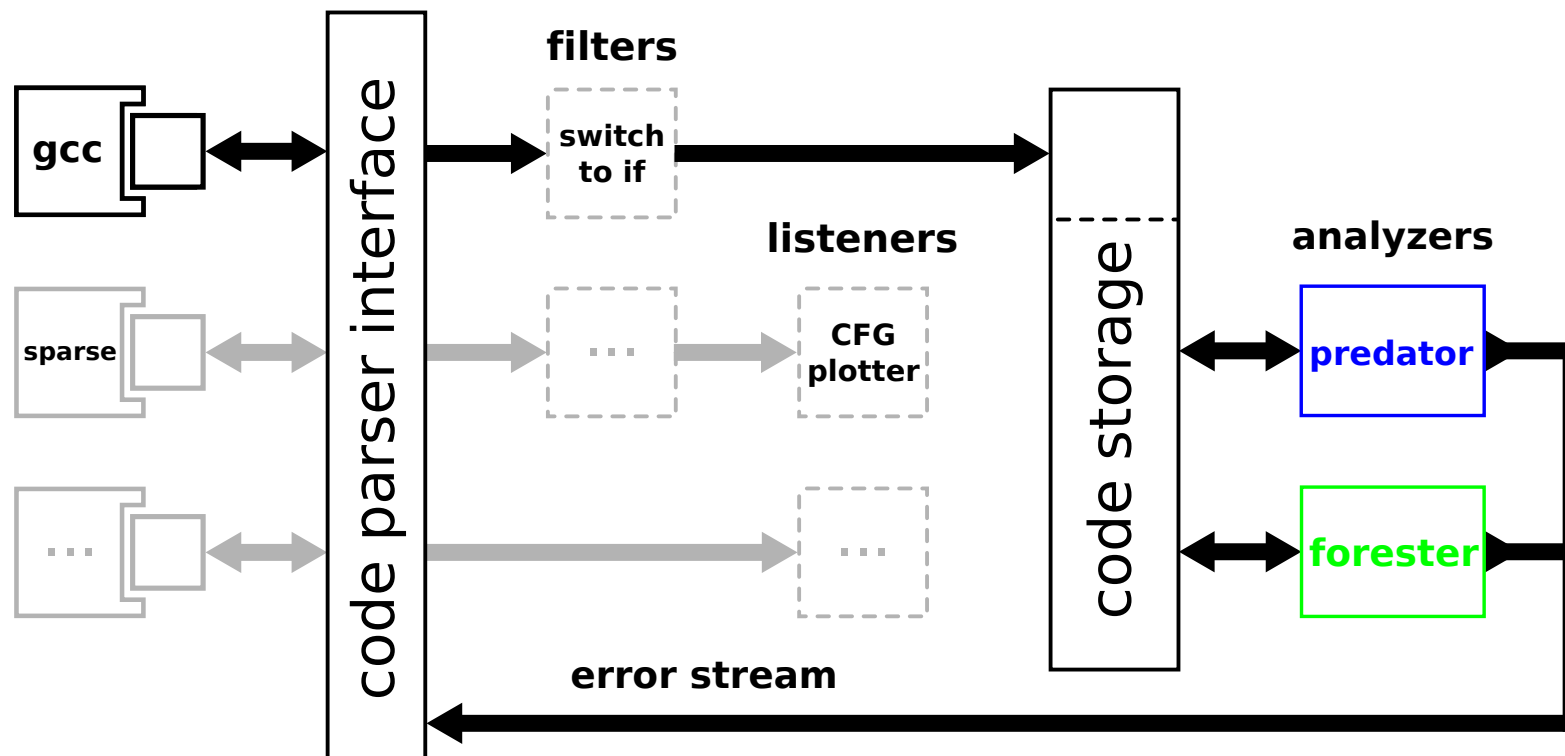 filters
gcc
switch
to if
code parser interface
listeners
analyzers
sparse
...
CFG
plotter
code storage
predator
...
...
forester
error stream